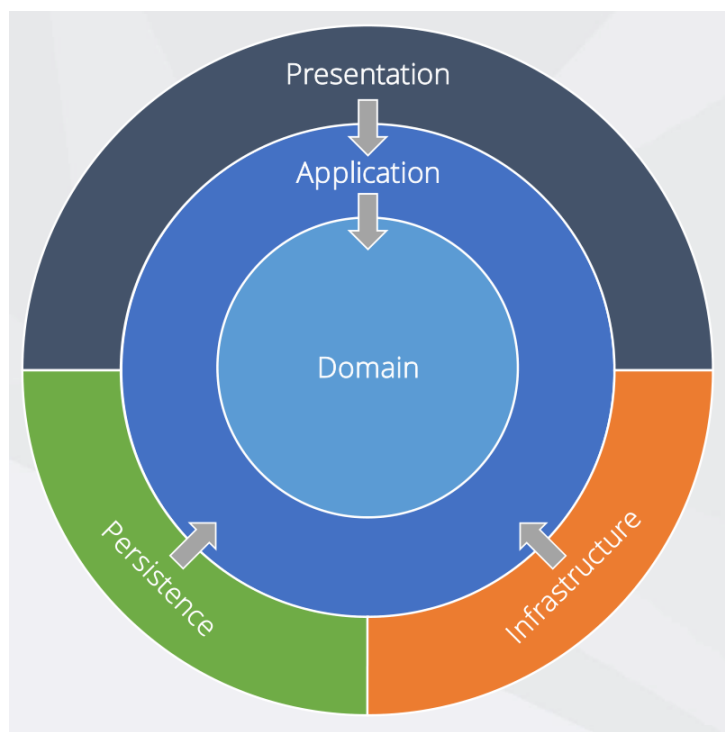 Presentation
Application
Domain
Persistence
Infrastructure